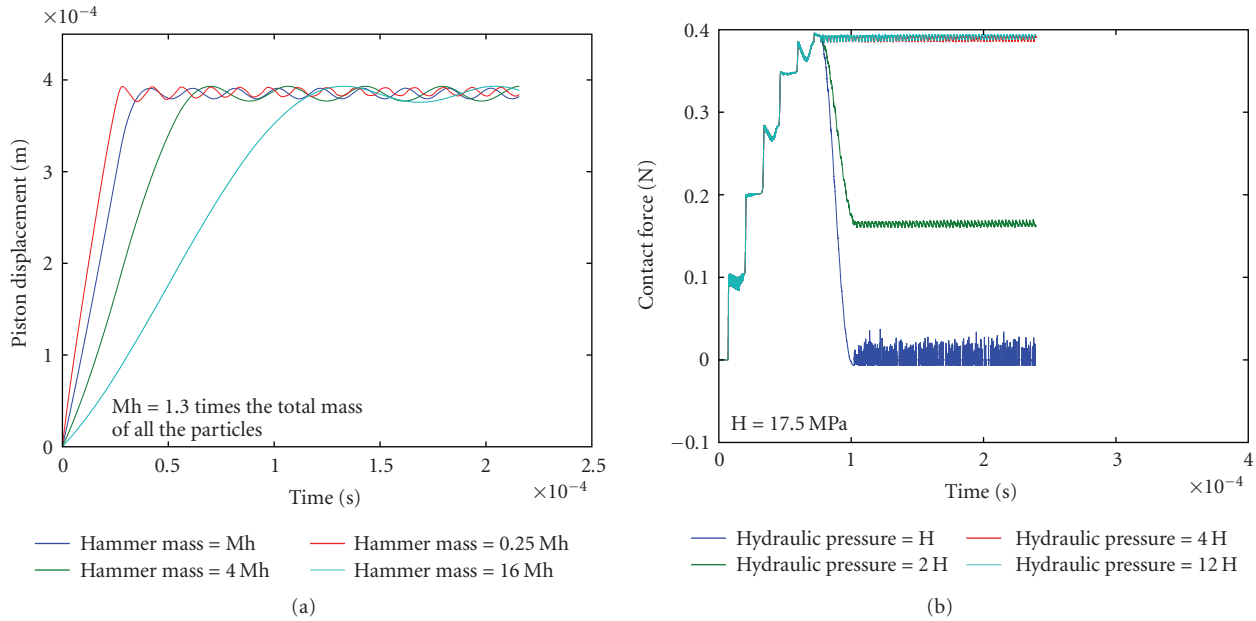 ×10⁻⁴
5
4
3
2
1
0
Piston displacement (m)
Mh = 1.3 times the total mass
of all the particles
0 0.5 1 1.5 2 2.5
×10⁻⁴
Time (s)
Hammer mass = Mh
Hammer mass = 0.25 Mh
Hammer mass = 4 Mh
Hammer mass = 16 Mh
(a)
0.4
0.3
0.2
0.1
0
−0.1
Contact force (N)
H = 17.5 MPa
0 1 2 3 4
×10⁻⁴
Time (s)
Hydraulic pressure = H
Hydraulic pressure = 4 H
Hydraulic pressure = 2 H
Hydraulic pressure = 12 H
(b)